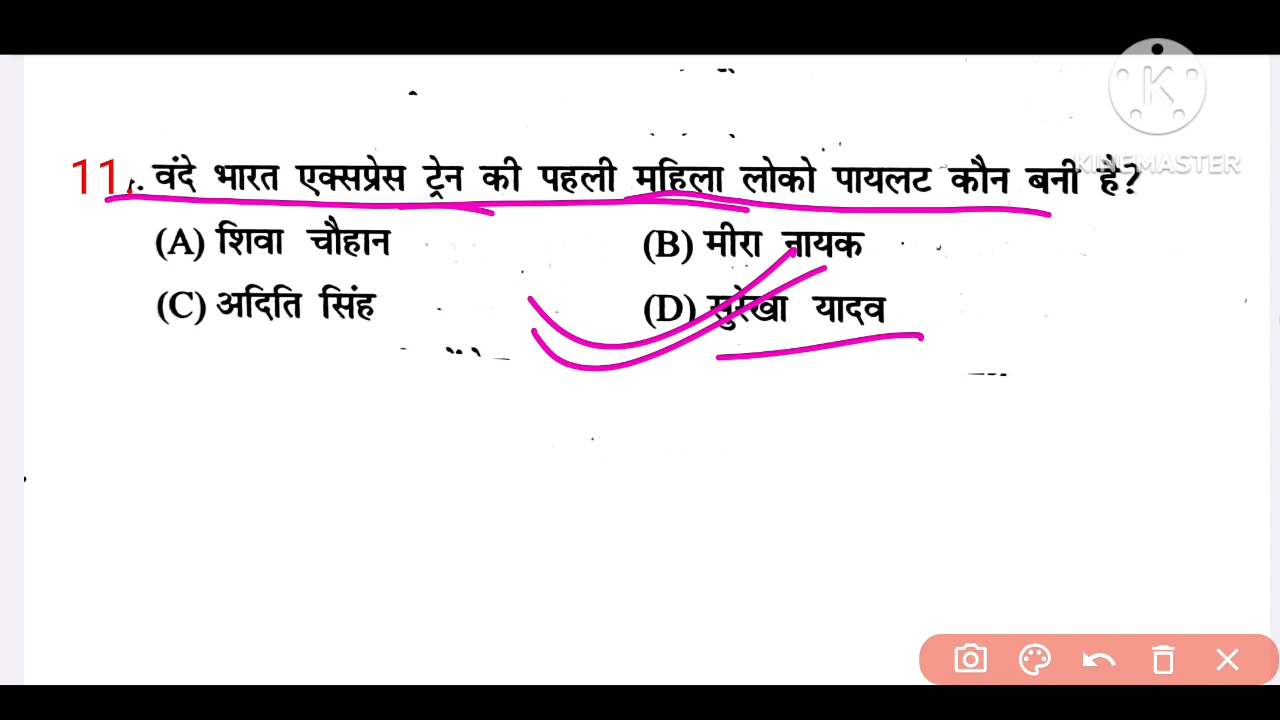 K
KINEMASTER
11. वंदे भारत एक्सप्रेस ट्रेन की पहली महिला लोको पायलट कौन बनी है?
(A) शिवा चौहान (B) मीरा नायक
(C) अदिति सिंह (D) सुरेखा यादव